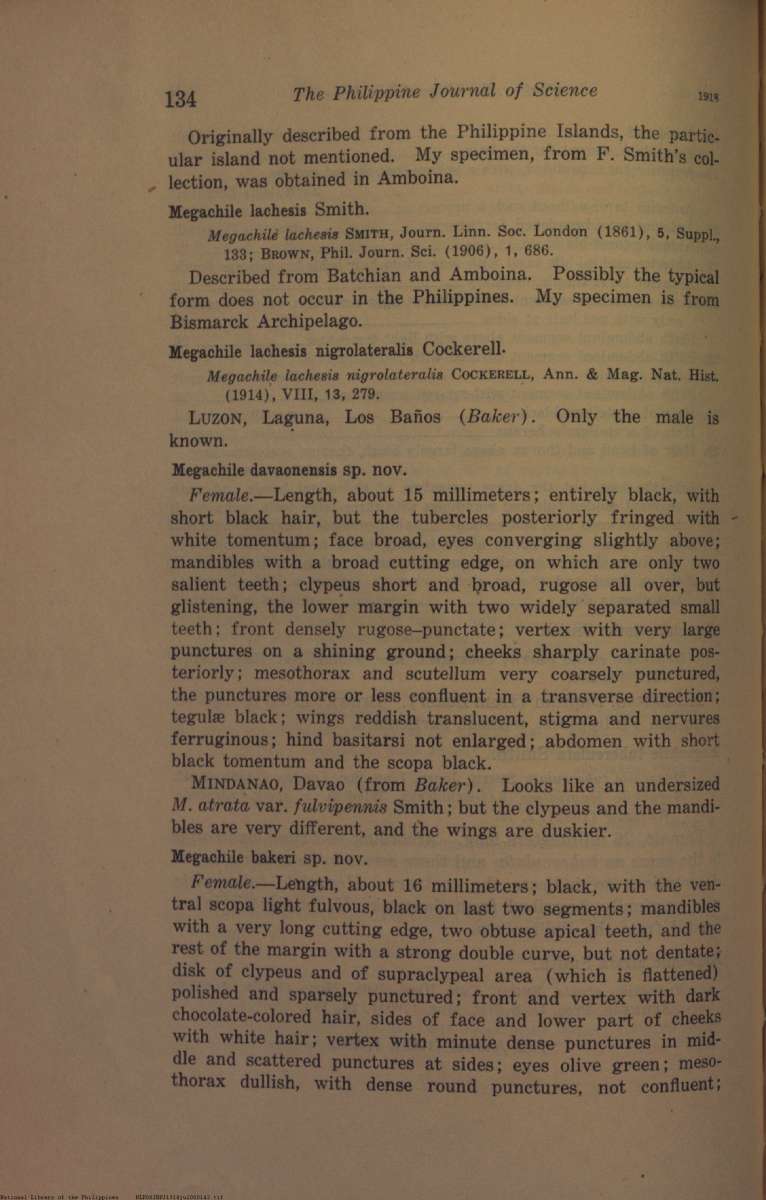 134 The Philippine Journal of Science 1918
Originally described from the Philippine Islands, the partic-
ular island not mentioned. My specimen, from F. Smith's col-
lection, was obtained in Amboina.
Megachile lachesis Smith.
Megachile lachesis SMITH, Journ. Linn. Soc. London (1861), 5, Suppl.,
133; BROWN, Phil. Journ. Sci. (1906), 1, 686.
Described from Batchian and Amboina. Possibly the typical
form does not occur in the Philippines. My specimen is from
Bismarck Archipelago.
Megachile lachesis nigrolateralis Cockerell.
Megachile lachesis nigrolateralis COCKERELL, Ann. & Mag. Nat. Hist.
(1914), VIII, 13, 279.
LUZON, Laguna, Los Baños (Baker). Only the male is
known.
Megachile davaonensis sp. nov.
Female.—Length, about 15 millimeters; entirely black, with
short black hair, but the tubercles posteriorly fringed with
white tomentum; face broad, eyes converging slightly above;
mandibles with a broad cutting edge, on which are only two
salient teeth; clypeus short and broad, rugose all over, but
glistening, the lower margin with two widely separated small
teeth; front densely rugose–punctate; vertex with very large
punctures on a shining ground; cheeks sharply carinate pos-
teriorly; mesothorax and scutellum very coarsely punctured,
the punctures more or less confluent in a transverse direction;
tegulæ black; wings reddish translucent, stigma and nervures
ferruginous; hind basitarsi not enlarged; abdomen with short
black tomentum and the scopa black.
MINDANAO, Davao (from Baker). Looks like an undersized
M. atrata var. fulvipennis Smith; but the clypeus and the mandi-
bles are very different, and the wings are duskier.
Megachile bakeri sp. nov.
Female.—Length, about 16 millimeters; black, with the ven-
tral scopa light fulvous, black on last two segments; mandibles
with a very long cutting edge, two obtuse apical teeth, and the
rest of the margin with a strong double curve, but not dentate;
disk of clypeus and of supraclypeal area (which is flattened)
polished and sparsely punctured; front and vertex with dark
chocolate-colored hair, sides of face and lower part of cheeks
with white hair; vertex with minute dense punctures in mid-
dle and scattered punctures at sides; eyes olive green; meso-
thorax dullish, with dense round punctures, not confluent;
National Library of the Philippines